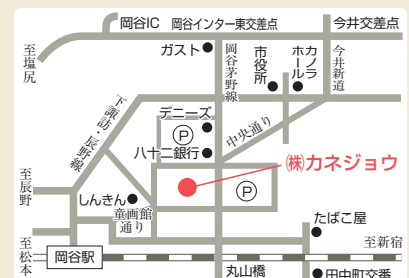 岡谷IC
岡谷インター東交差点
今井交差点
至塩尻
ガスト
岡谷茅野線
市役所
カノラホール
今井新道
下諏訪・辰野線
デニーズ
P
中央通り
八十二銀行
㈱カネジョウ
至辰野
しんきん
P
童画館
通り
たばこ屋
至松本
岡谷駅
至新宿
丸山橋
田中町交番